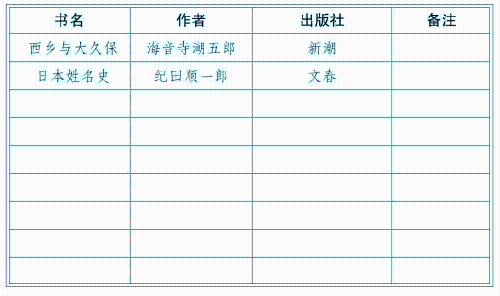 书名 作者 出版社 备注
西乡与大久保 海音寺潮五郎 新潮
日本姓名史 纪田顺一郎 文春